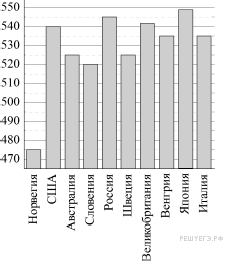 550
540
530
520
510
500
490
480
470
Норвегия
США
Австралия
Словения
Россия
Швеция
Великобритания
Венгрия
Япония
Италия
РЕШУЕГЭ.РФ